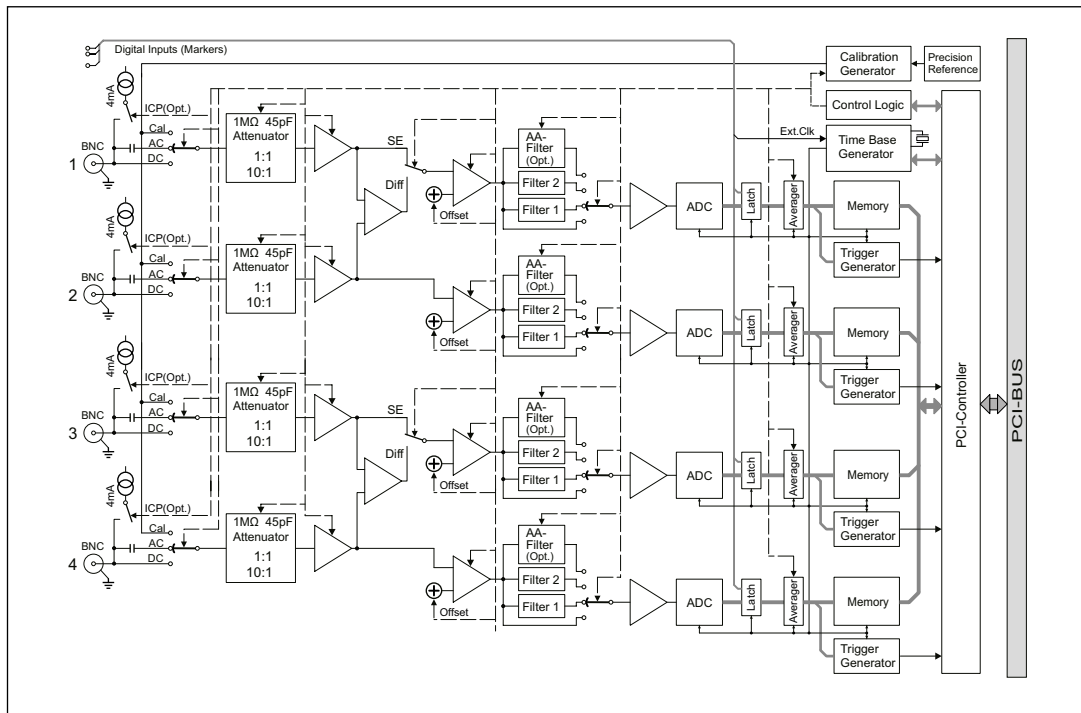 Digital Inputs (Markers)
Calibration
Generator
Precision
Reference
Control Logic
Ext.Clk
Time Base
Generator
4mA
ICP(Opt.)
Cal
BNC
AC
1
DC
1MΩ 45pF
Attenuator
1:1
10:1
SE
Diff
Offset
AA-
Filter
(Opt.)
Filter 2
Filter 1
ADC
Latch
Averager
Memory
Trigger
Generator
4mA
ICP(Opt.)
Cal
BNC
AC
2
DC
1MΩ 45pF
Attenuator
1:1
10:1
Offset
AA-
Filter
(Opt.)
Filter 2
Filter 1
ADC
Latch
Averager
Memory
Trigger
Generator
4mA
ICP(Opt.)
Cal
BNC
AC
3
DC
1MΩ 45pF
Attenuator
1:1
10:1
SE
Diff
Offset
AA-
Filter
(Opt.)
Filter 2
Filter 1
ADC
Latch
Averager
Memory
Trigger
Generator
4mA
ICP(Opt.)
Cal
BNC
AC
4
DC
1MΩ 45pF
Attenuator
1:1
10:1
Offset
AA-
Filter
(Opt.)
Filter 2
Filter 1
ADC
Latch
Averager
Memory
Trigger
Generator
PCI-Controller
PCI-BUS